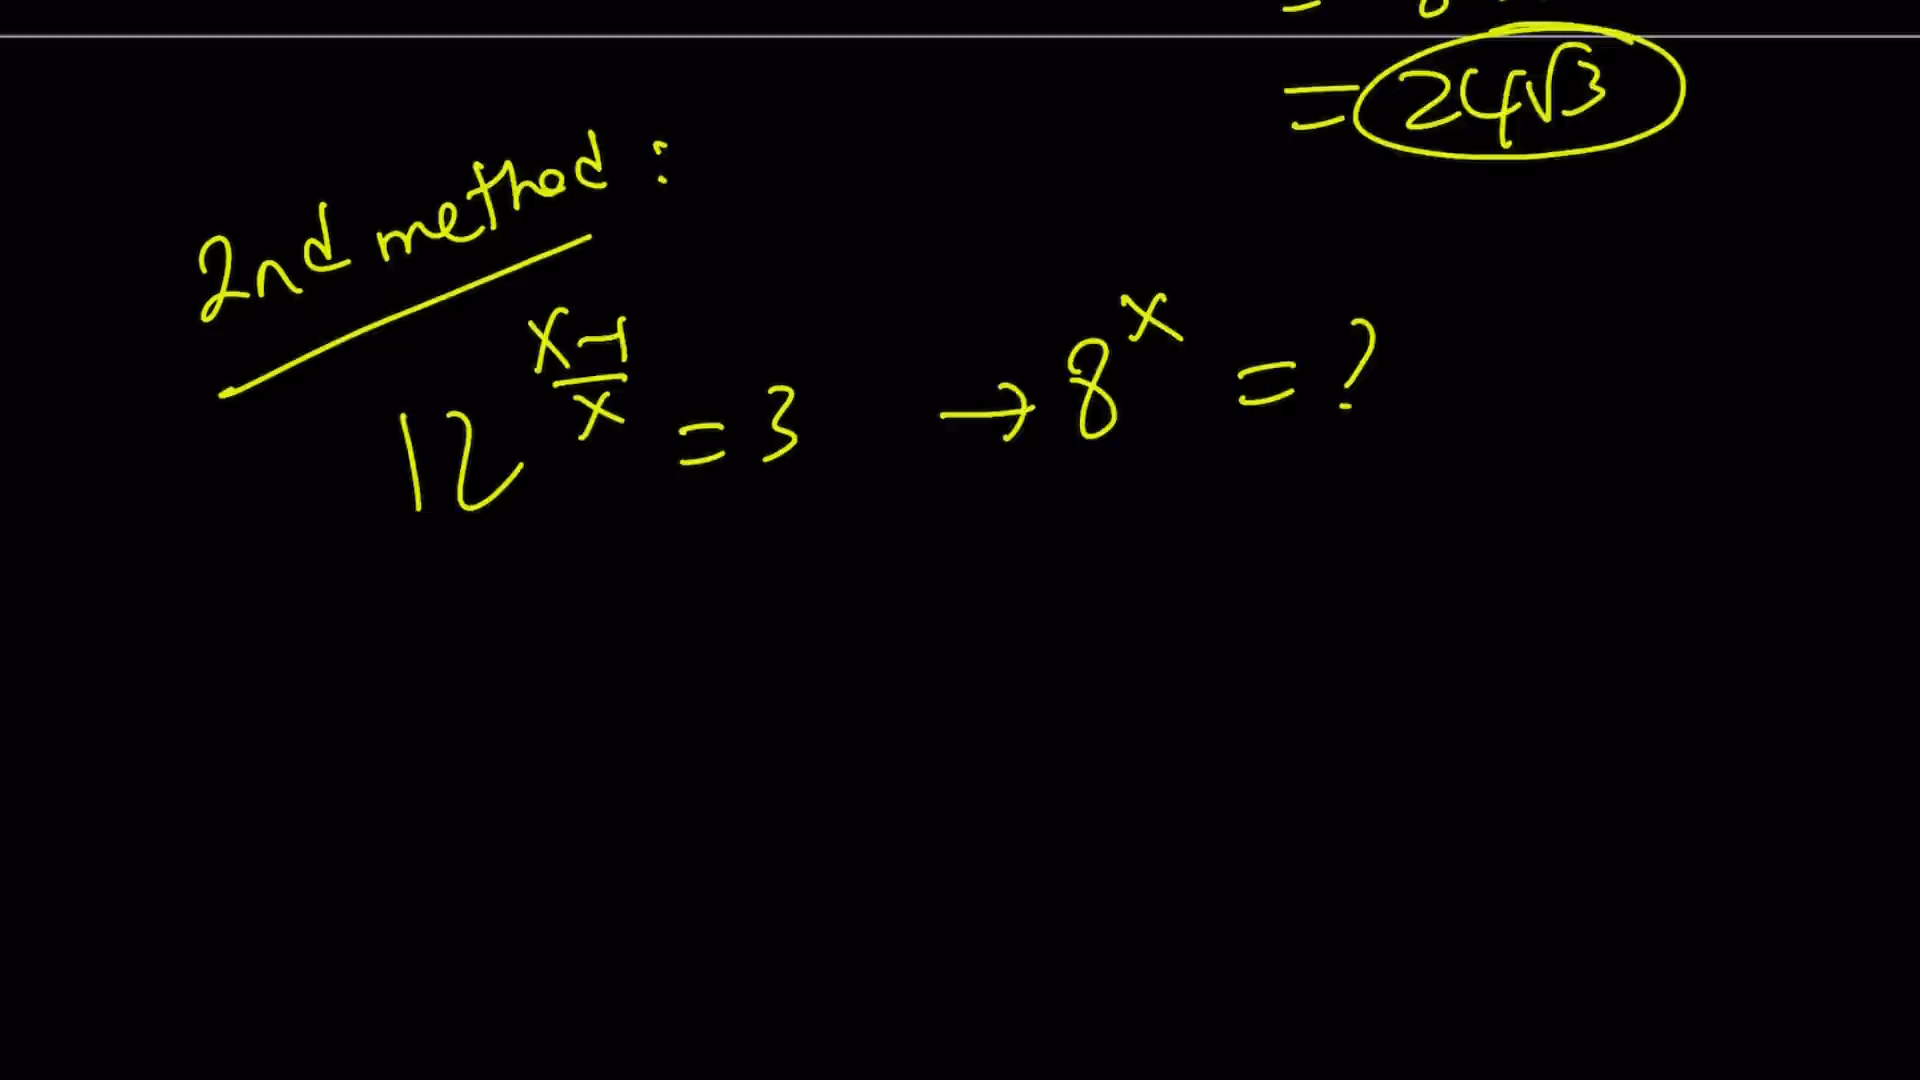 = 24√3
2nd method:
12^((x-1)/x) = 3 → 8^x = ?